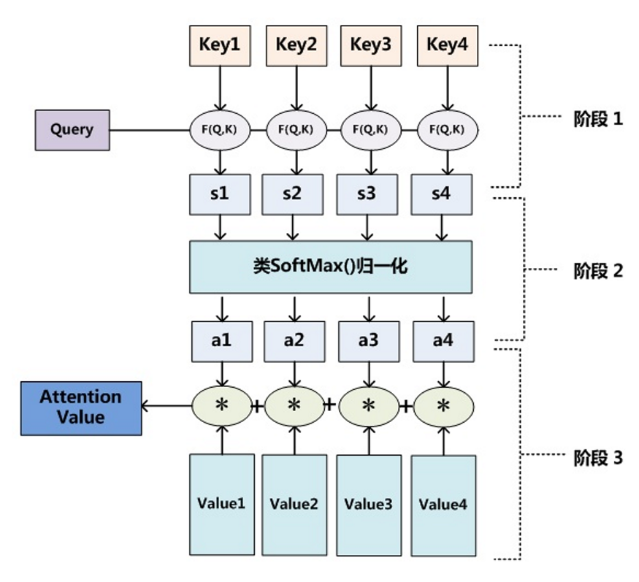 Key1 Key2 Key3 Key4
阶段 1
Query F(Q,K) F(Q,K) F(Q,K) F(Q,K)
s1 s2 s3 s4
类SoftMax()归一化
阶段 2
a1 a2 a3 a4
Attention
Value
* + * + * + *
阶段 3
Value1 Value2 Value3 Value4